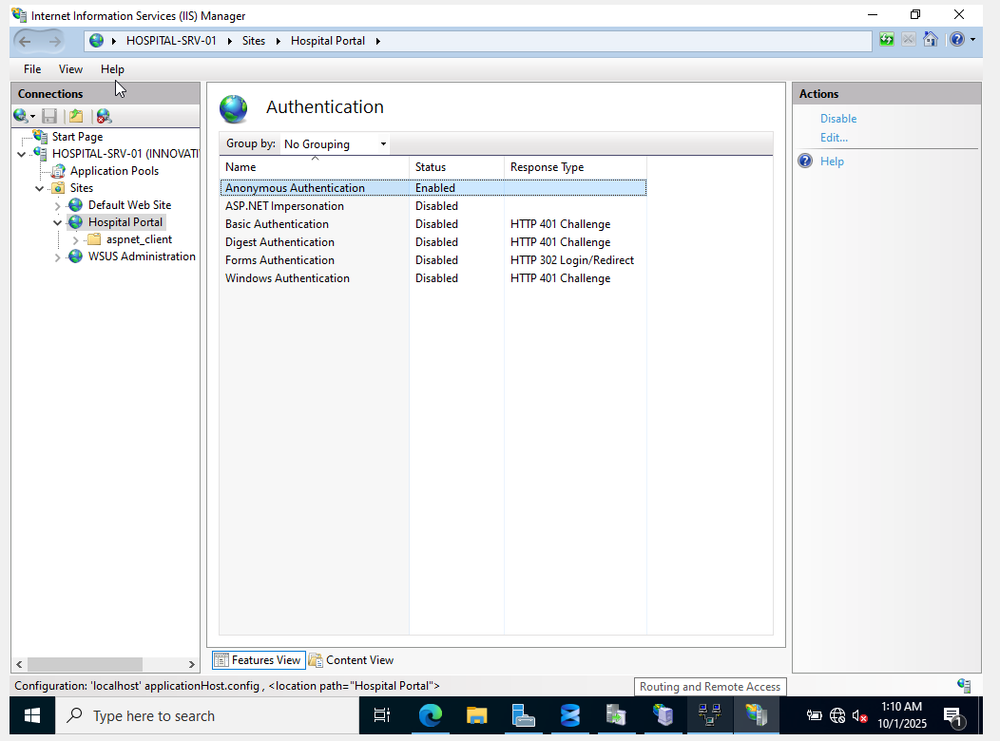 Internet Information Services (IIS) Manager
HOSPITAL-SRV-01 Sites Hospital Portal
File View Help
Connections
Start Page
HOSPITAL-SRV-01 (INNOVATI
Application Pools
Sites
Default Web Site
Hospital Portal
aspnet_client
WSUS Administration
Authentication
Group by: No Grouping
Name Status Response Type
Anonymous Authentication Enabled
ASP.NET Impersonation Disabled
Basic Authentication Disabled HTTP 401 Challenge
Digest Authentication Disabled HTTP 401 Challenge
Forms Authentication Disabled HTTP 302 Login/Redirect
Windows Authentication Disabled HTTP 401 Challenge
Features View Content View
Actions
Disable
Edit...
Help
Configuration: 'localhost' applicationHost.config , <location path="Hospital Portal">
Routing and Remote Access
Type here to search
1:10 AM
10/1/2025
1